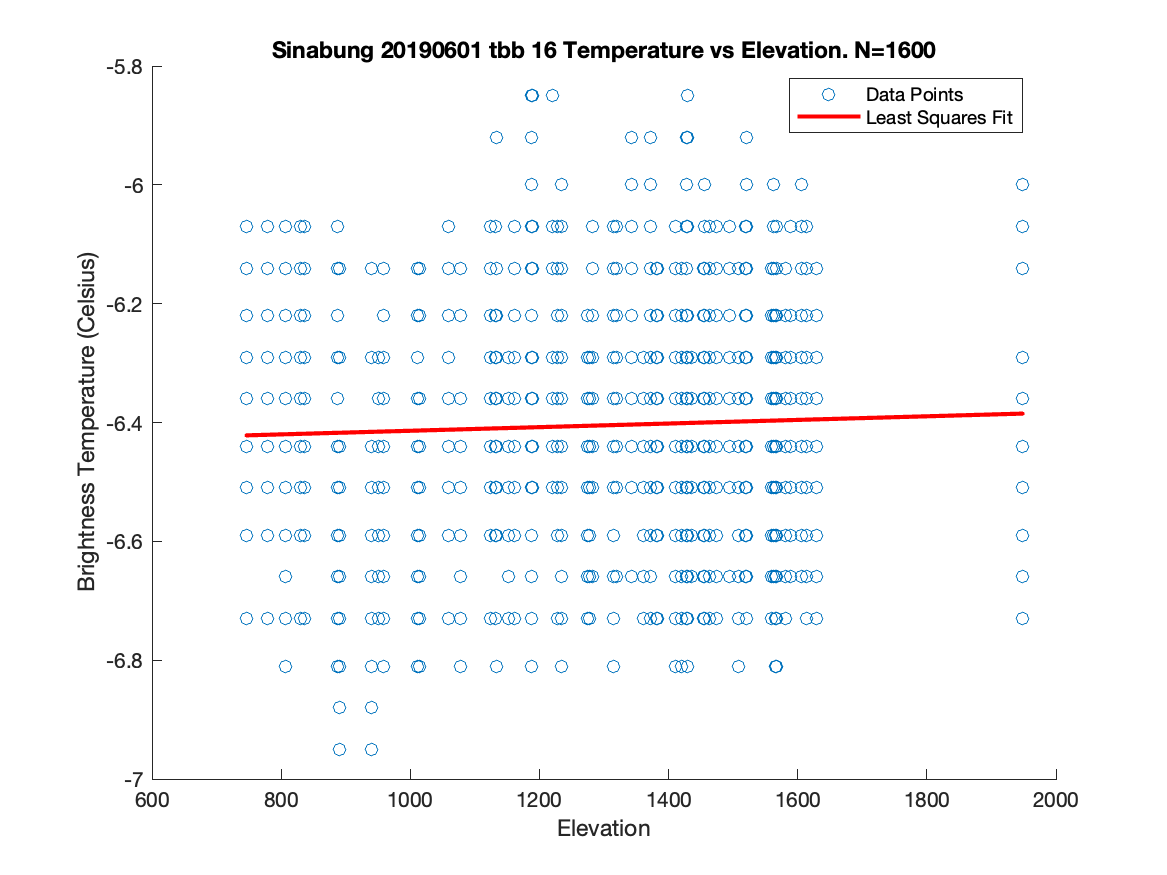 Sinabung 20190601 tbb 16 Temperature vs Elevation. N=1600
Data Points
Least Squares Fit
Brightness Temperature (Celsius)
-5.8
-6
-6.2
-6.4
-6.6
-6.8
-7
600 800 1000 1200 1400 1600 1800 2000
Elevation